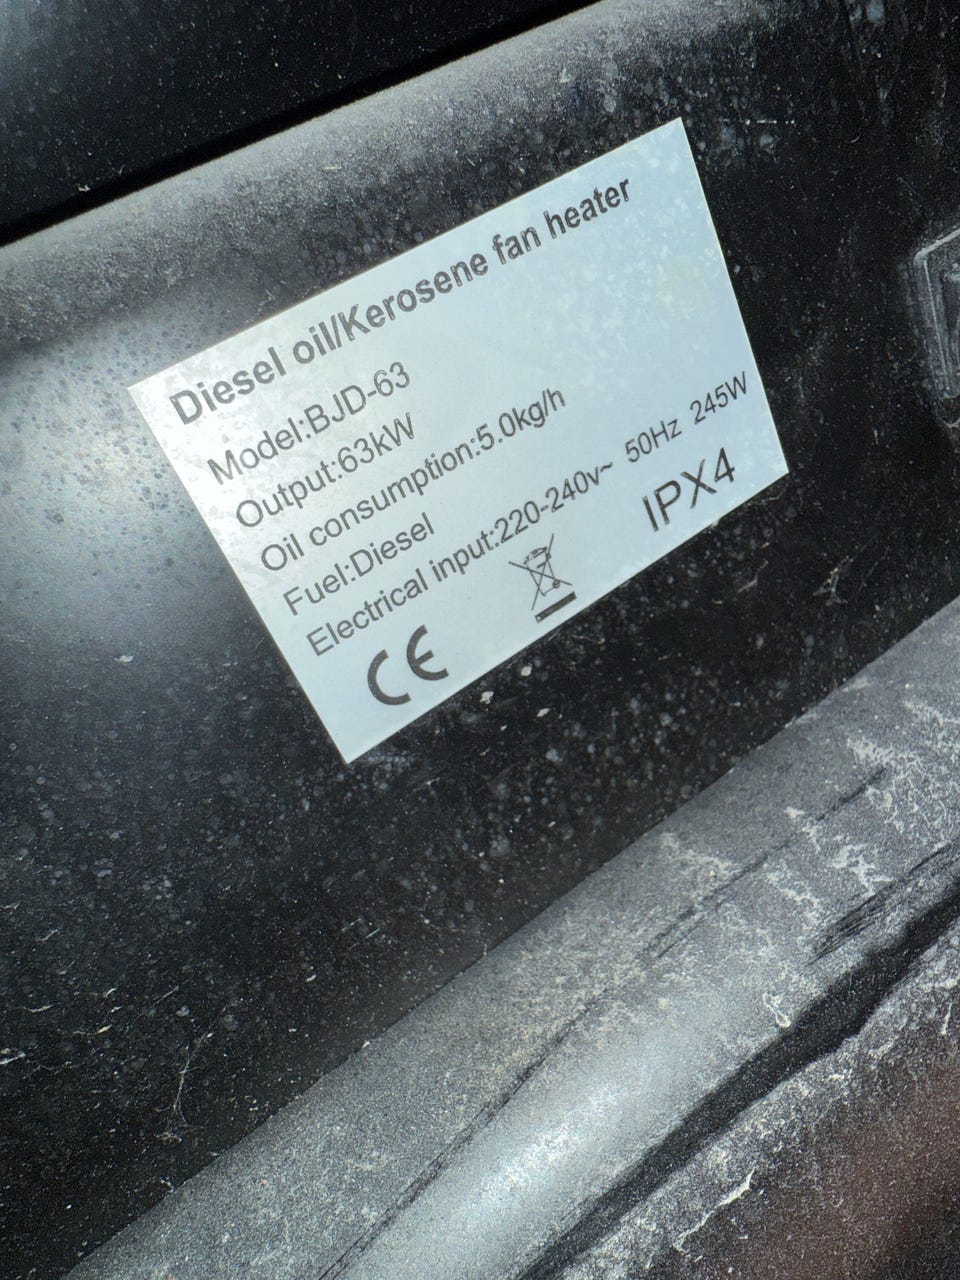 Diesel oil/Kerosene fan heater
Model:BJD-63
Output:63kW
Oil consumption:5.0kg/h
Fuel:Diesel
Electrical input:220-240v~ 50Hz 245W
CE IPX4